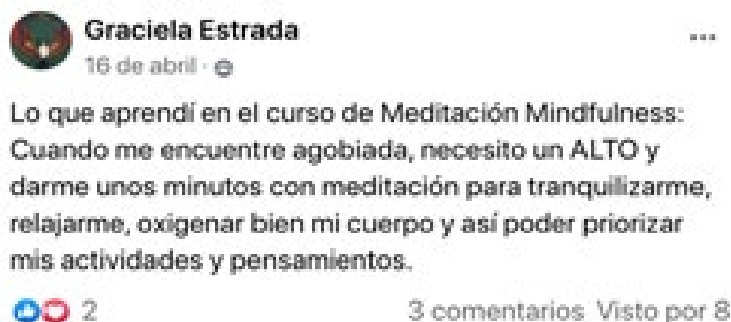 Graciela Estrada
16 de abril ·
Lo que aprendí en el curso de Meditación Mindfulness:
Cuando me encuentre agobiada, necesito un ALTO y
darme unos minutos con meditación para tranquilizarme,
relajarme, oxigenar bien mi cuerpo y así poder priorizar
mis actividades y pensamientos.
2 3 comentarios Visto por 8